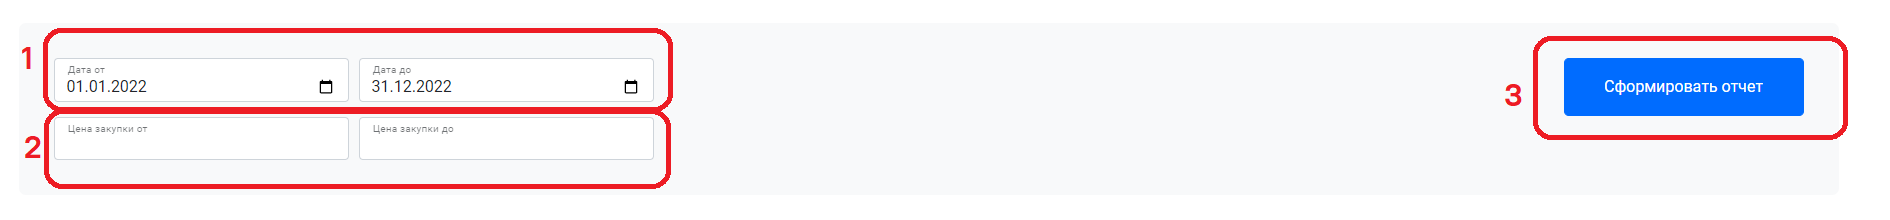 1
Дата от
01.01.2022
Дата до
31.12.2022
2
Цена закупки от
Цена закупки до
3
Сформировать отчет